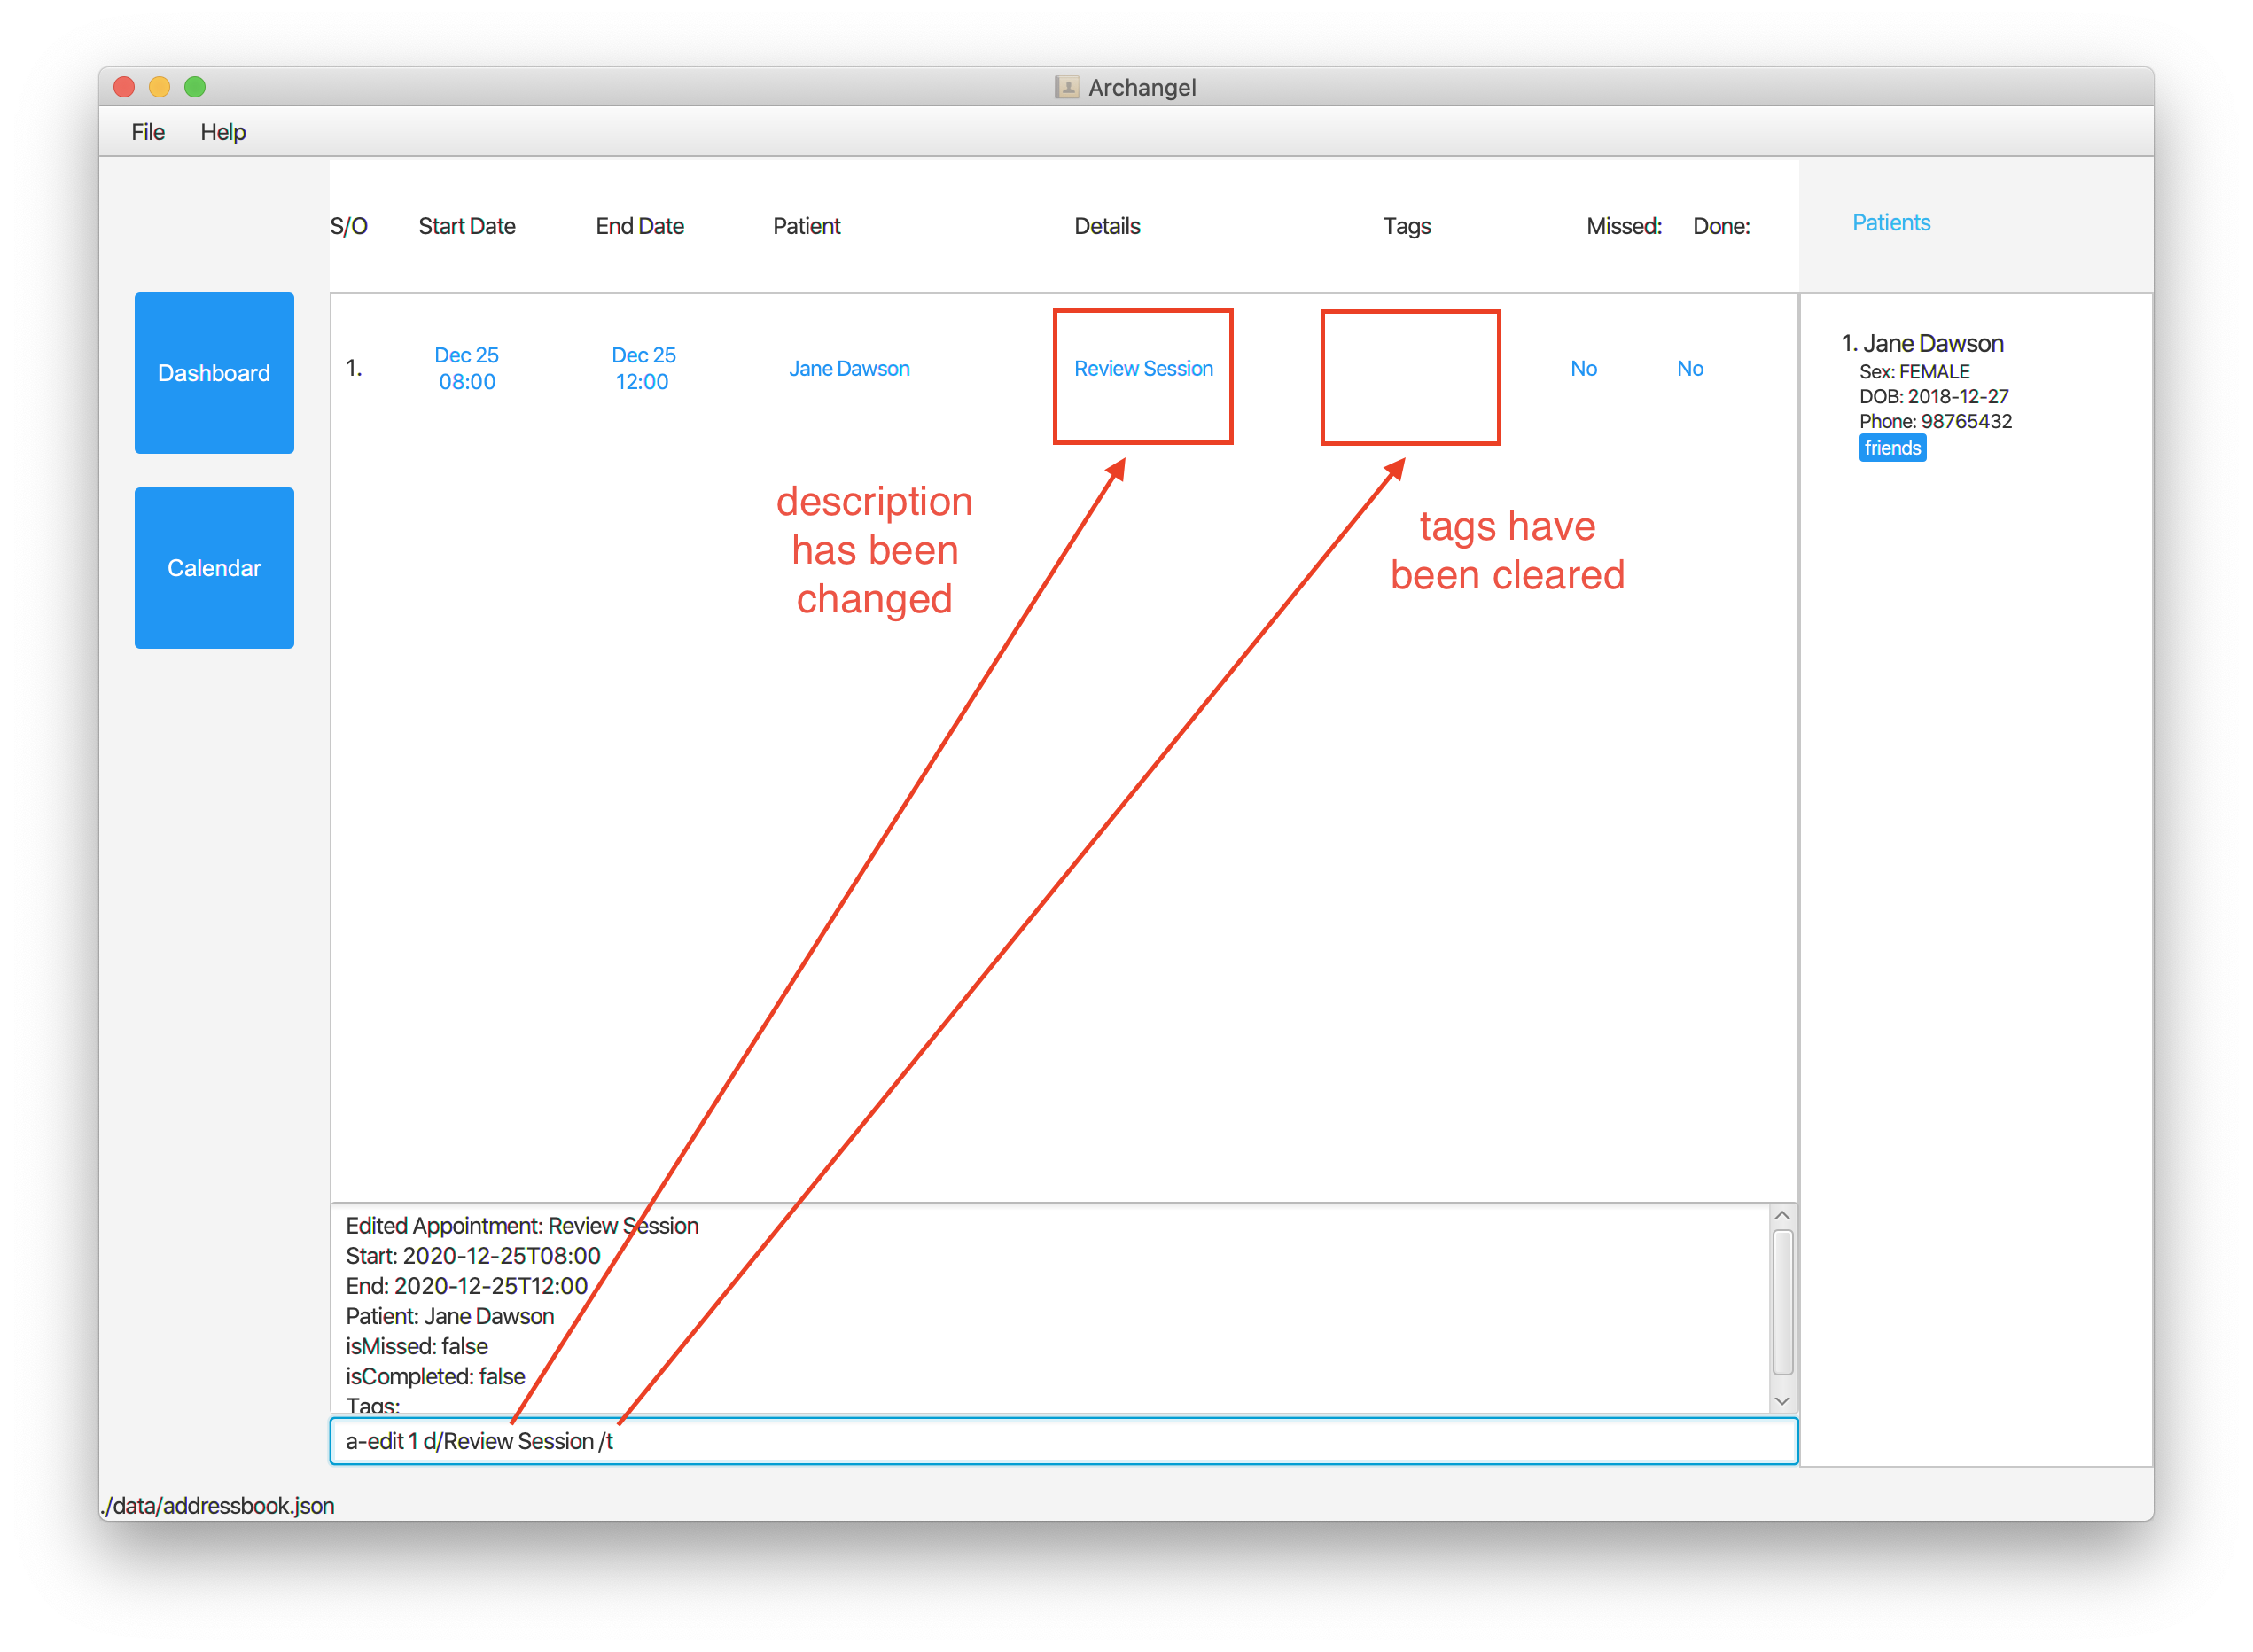 Archangel
File Help
S/O Start Date End Date Patient Details Tags Missed: Done:
Patients
Dashboard
Calendar
1. Dec 25 Dec 25 Jane Dawson Review Session No No
08:00 12:00
description
has been
changed
tags have
been cleared
1. Jane Dawson
Sex: FEMALE
DOB: 2018-12-27
Phone: 98765432
friends
Edited Appointment: Review Session
Start: 2020-12-25T08:00
End: 2020-12-25T12:00
Patient: Jane Dawson
isMissed: false
isCompleted: false
Tags:
a-edit 1 d/Review Session /t
./data/addressbook.json